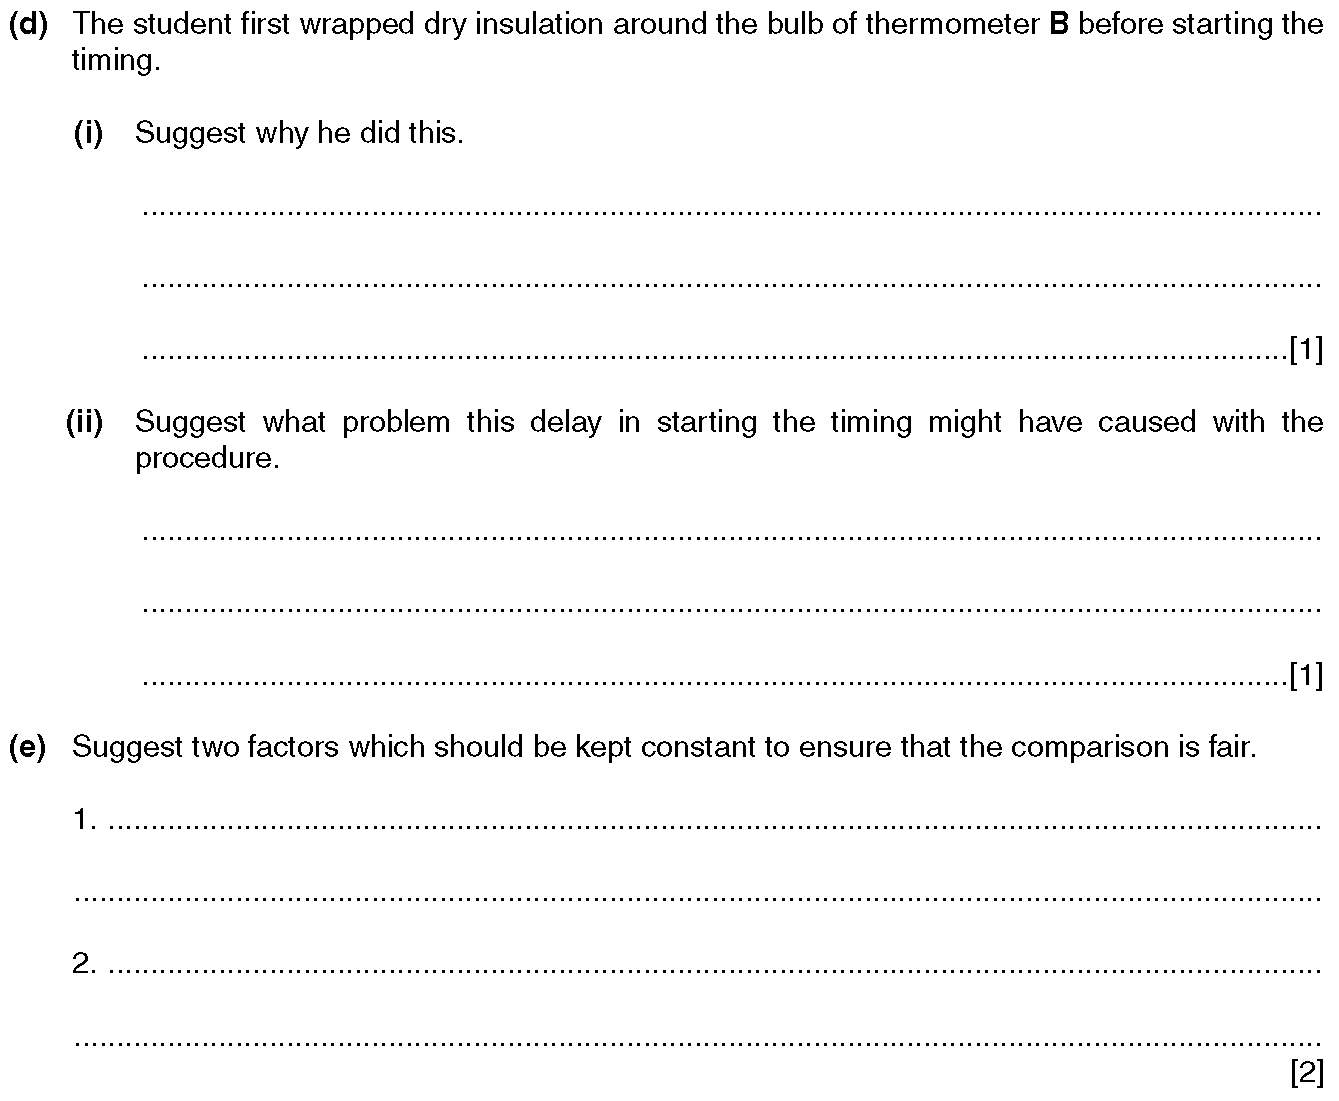 (d) The student first wrapped dry insulation around the bulb of thermometer B before starting the
timing.
(i) Suggest why he did this.
..........................................................................................................................................
..........................................................................................................................................
......................................................................................................................................[1]
(ii) Suggest what problem this delay in starting the timing might have caused with the
procedure.
..........................................................................................................................................
..........................................................................................................................................
......................................................................................................................................[1]
(e) Suggest two factors which should be kept constant to ensure that the comparison is fair.
1. ..............................................................................................................................................
..................................................................................................................................................
2. ..............................................................................................................................................
..................................................................................................................................................
[2]